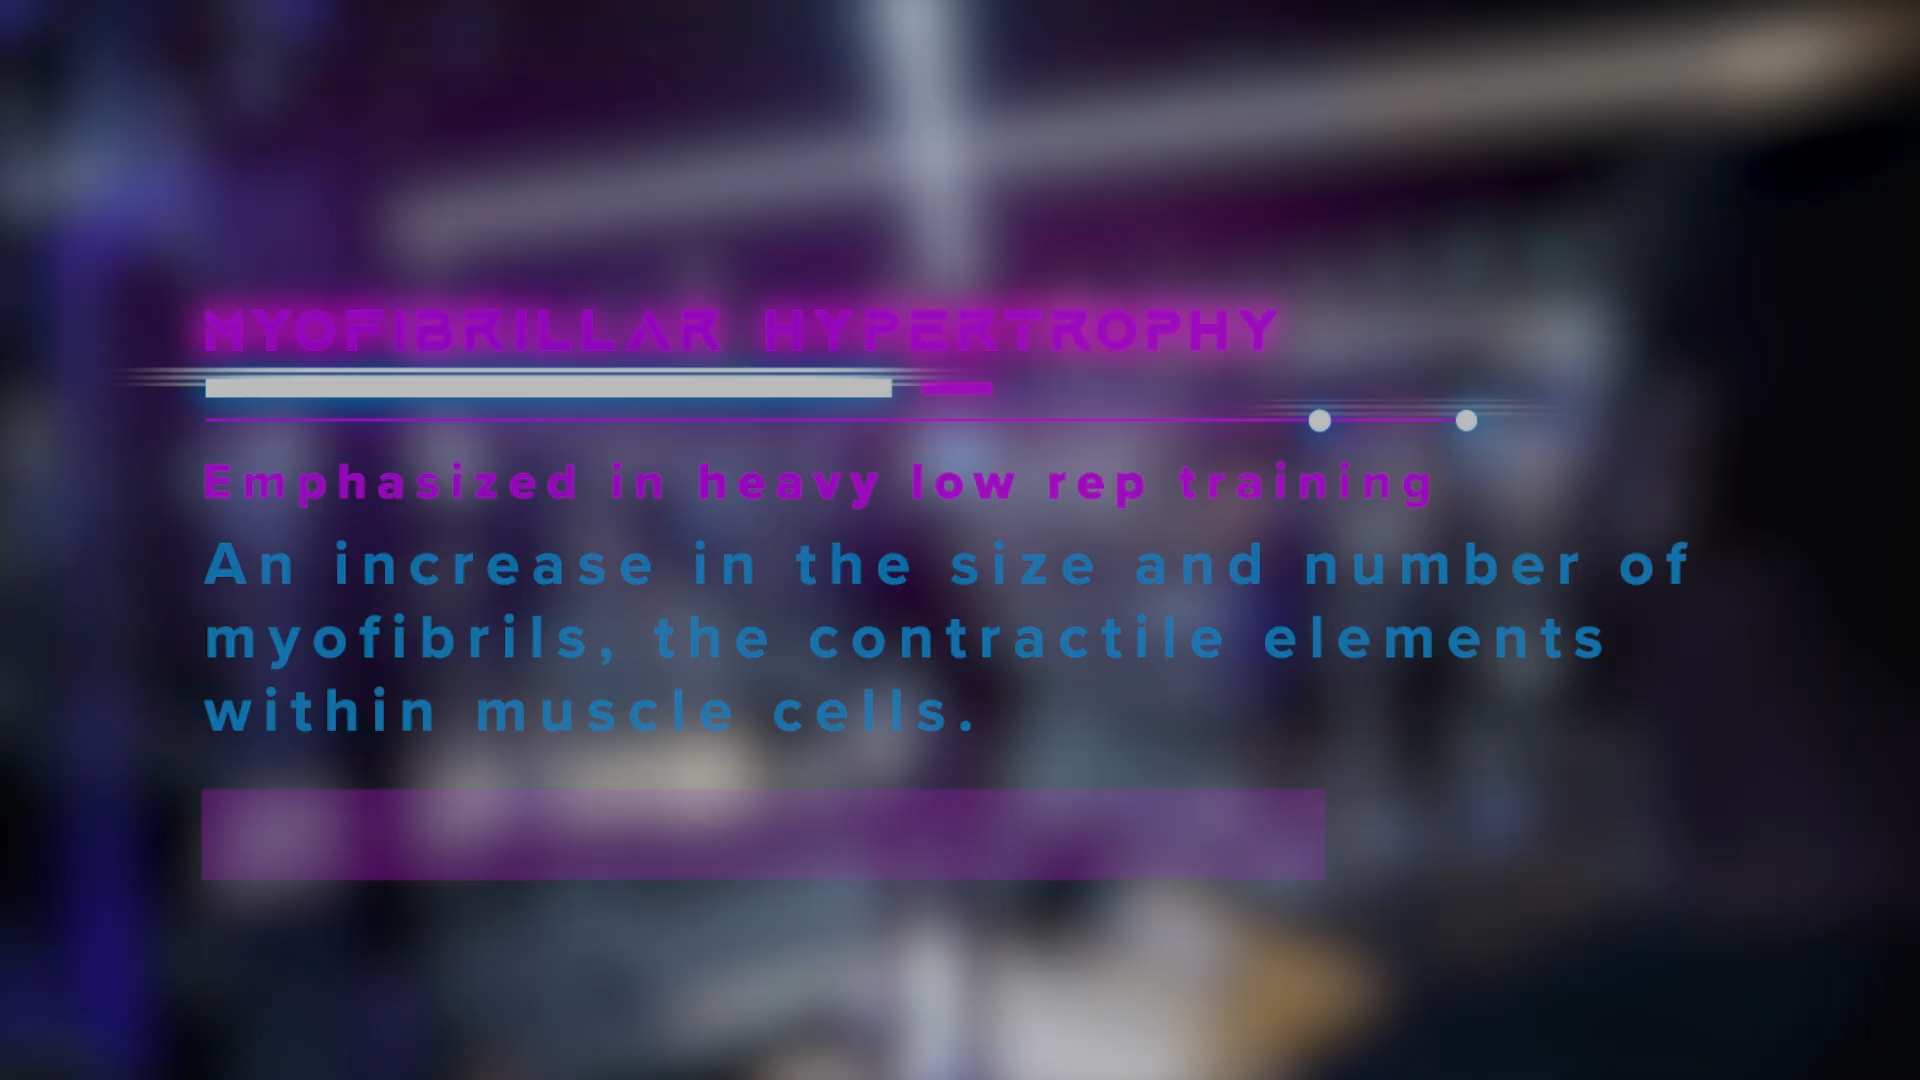 MYOFIBRILLAR HYPERTROPHY
Emphasized in heavy low rep training
An increase in the size and number of
myofibrils, the contractile elements
within muscle cells.